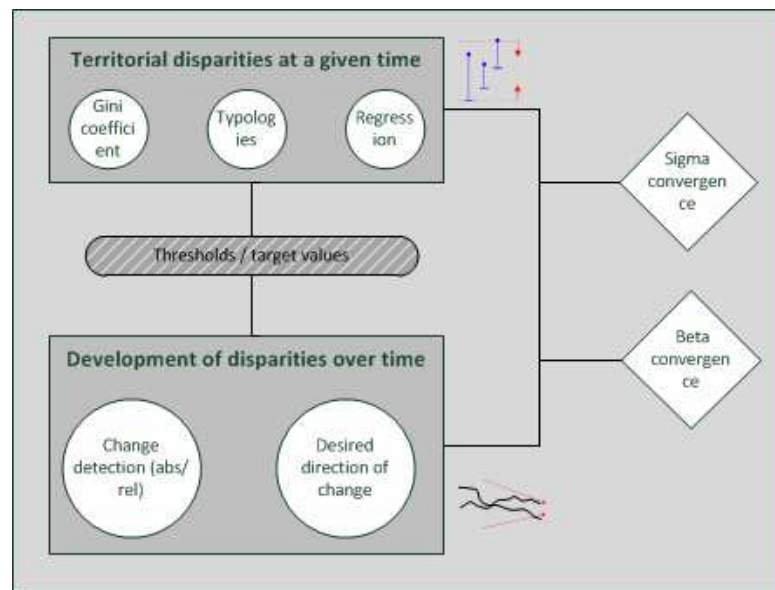 Territorial disparities at a given time
Gini
coeffici
ent
Typolog
ies
Regress
ion
Sigma
convergen
ce
Thresholds / target values
Beta
convergen
ce
Development of disparities over time
Change
detection (abs/
rel)
Desired
direction of
change